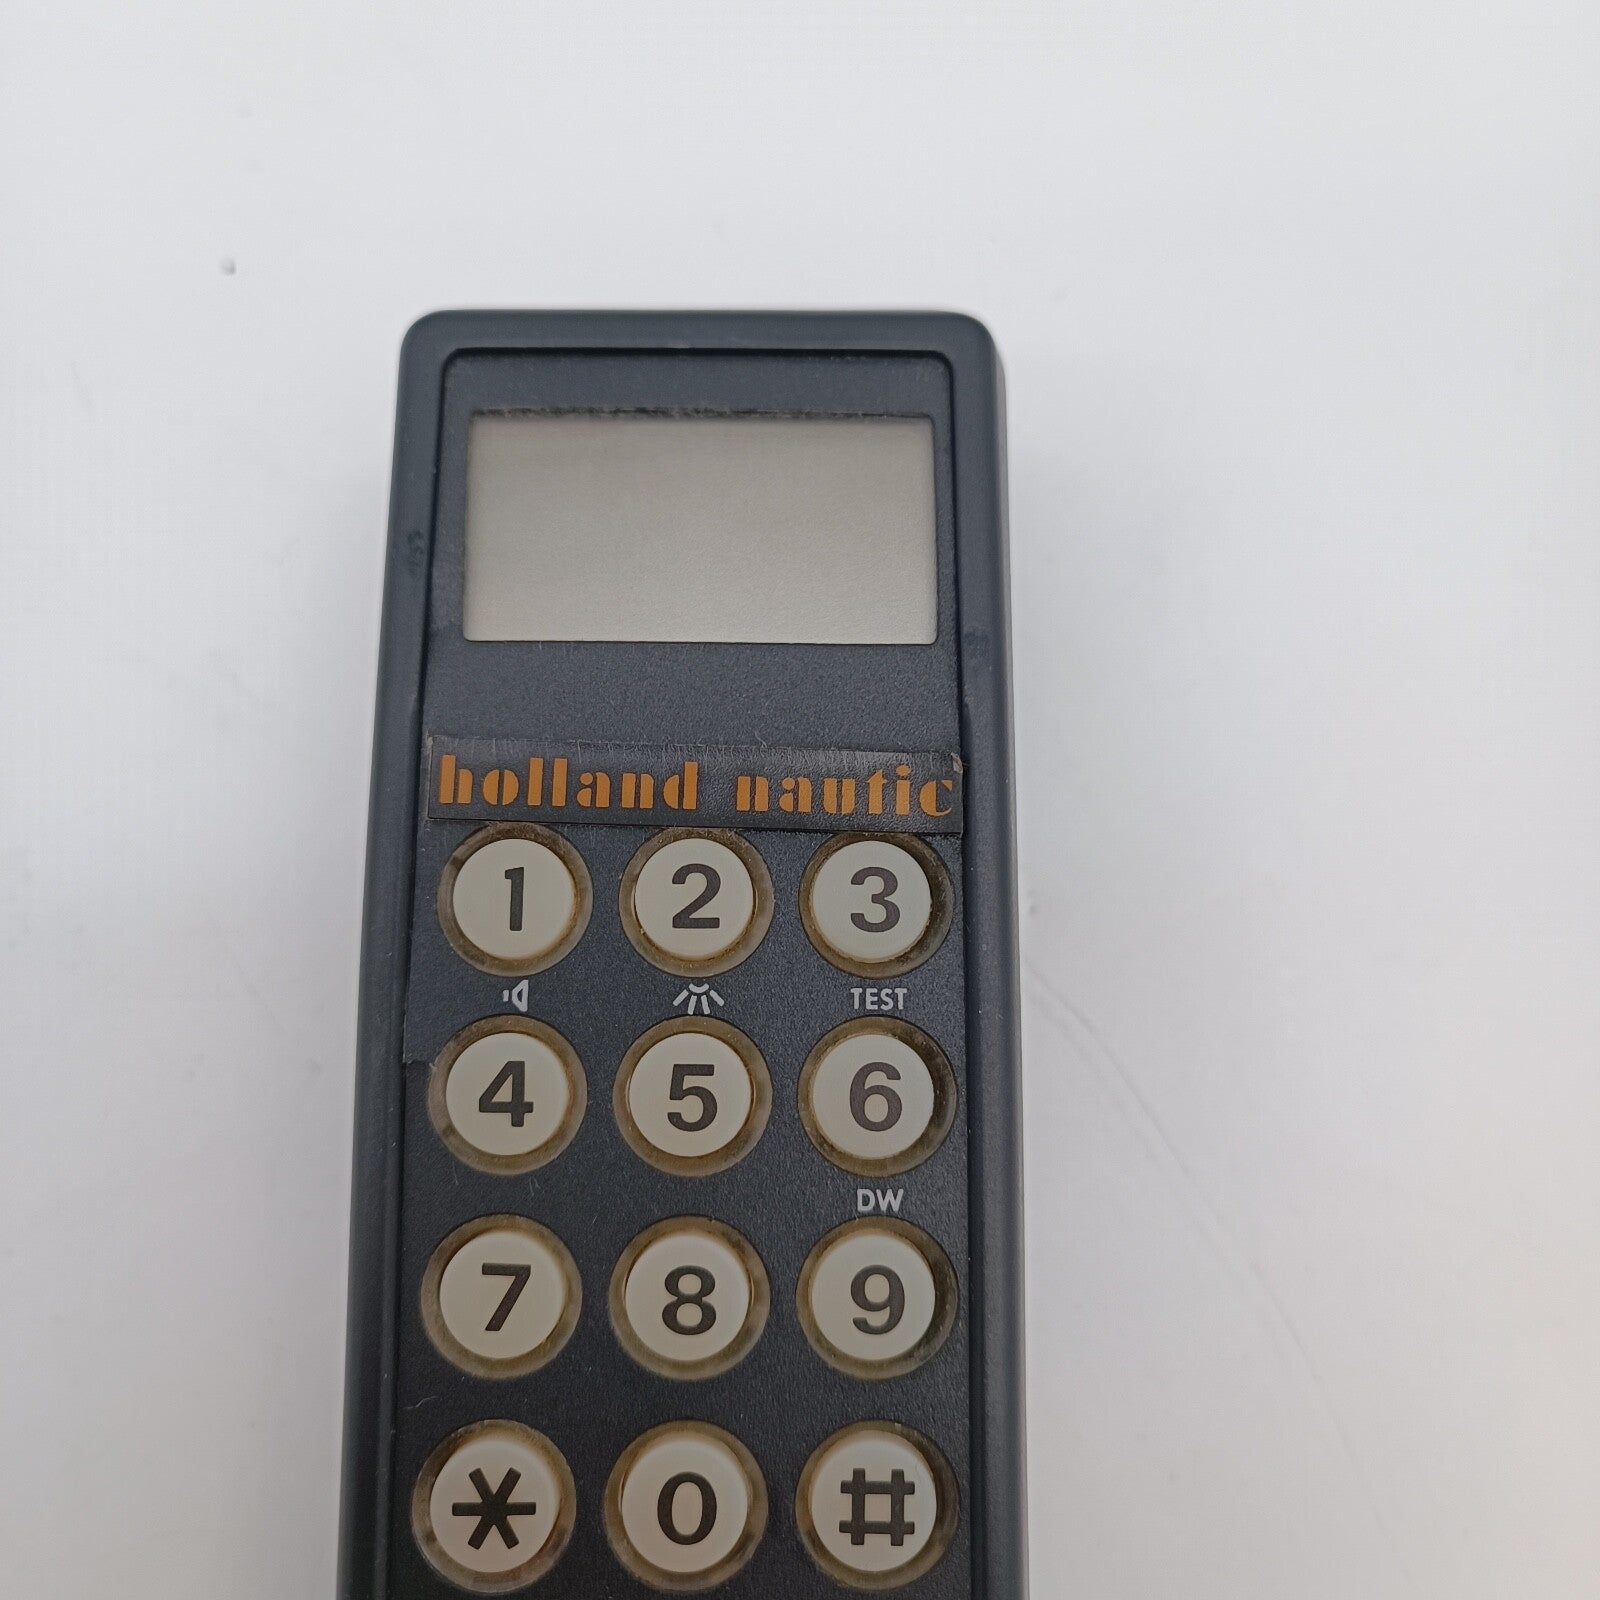 holland nautic
1 2 3
TEST
4 5 6
DW
7 8 9
* 0 #